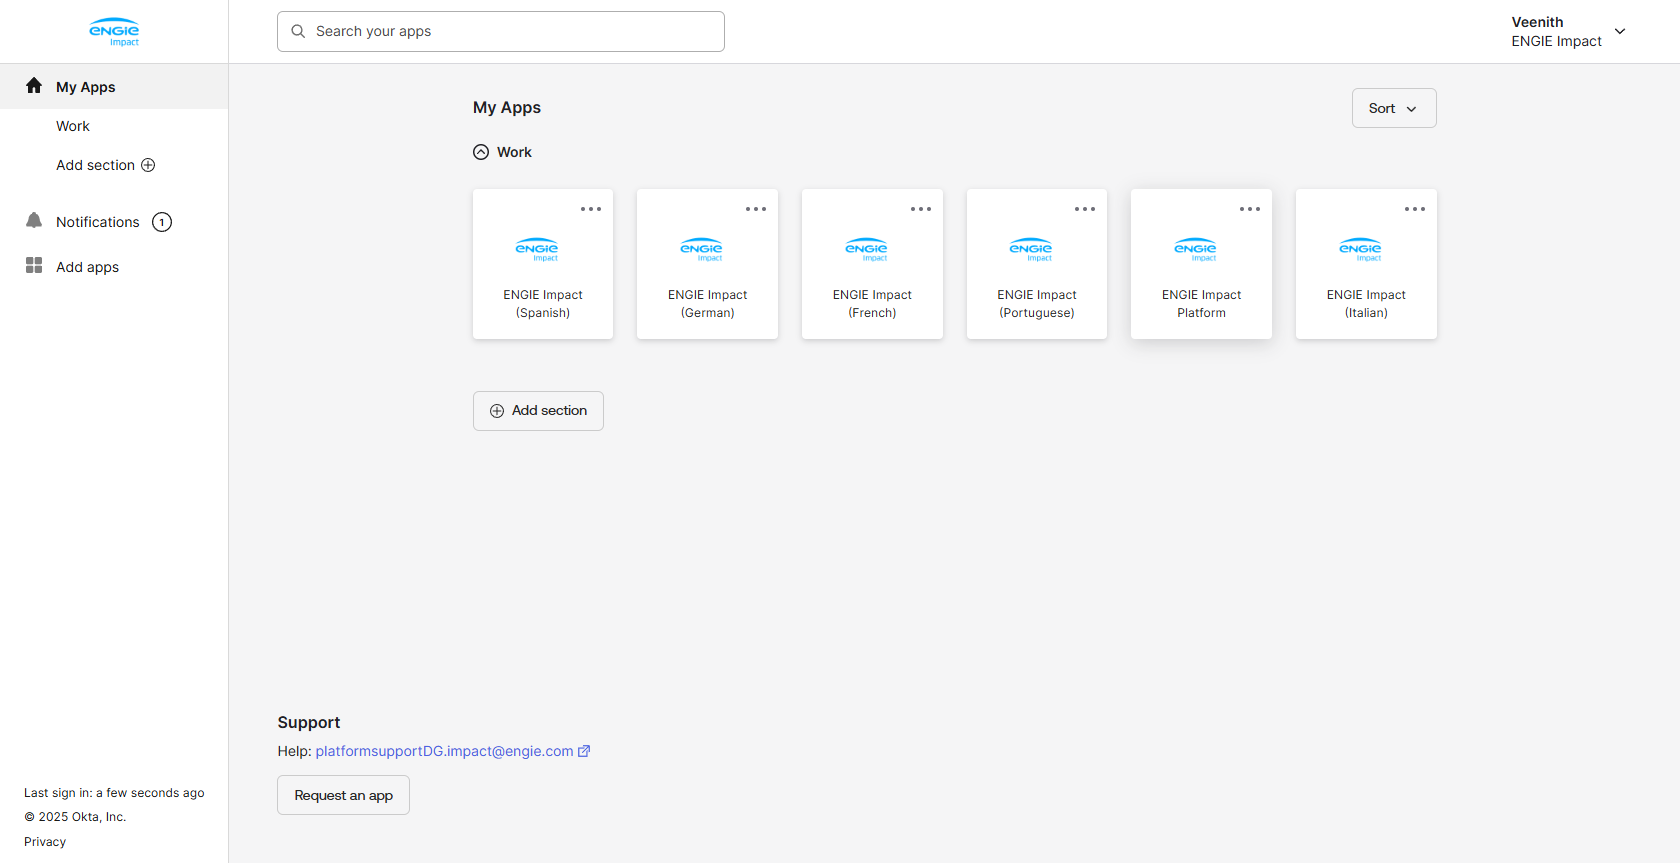 ENGIE
Impact
Search your apps
Veenith
ENGIE Impact
My Apps
Work
Add section
Notifications 1
Add apps
My Apps
Sort
Work
ENGIE
Impact
ENGIE Impact
(Spanish)
ENGIE
Impact
ENGIE Impact
(German)
ENGIE
Impact
ENGIE Impact
(French)
ENGIE
Impact
ENGIE Impact
(Portuguese)
ENGIE
Impact
ENGIE Impact
Platform
ENGIE
Impact
ENGIE Impact
(Italian)
Add section
Support
Help: platformsupportDG.impact@engie.com
Request an app
Last sign in: a few seconds ago
© 2025 Okta, Inc.
Privacy